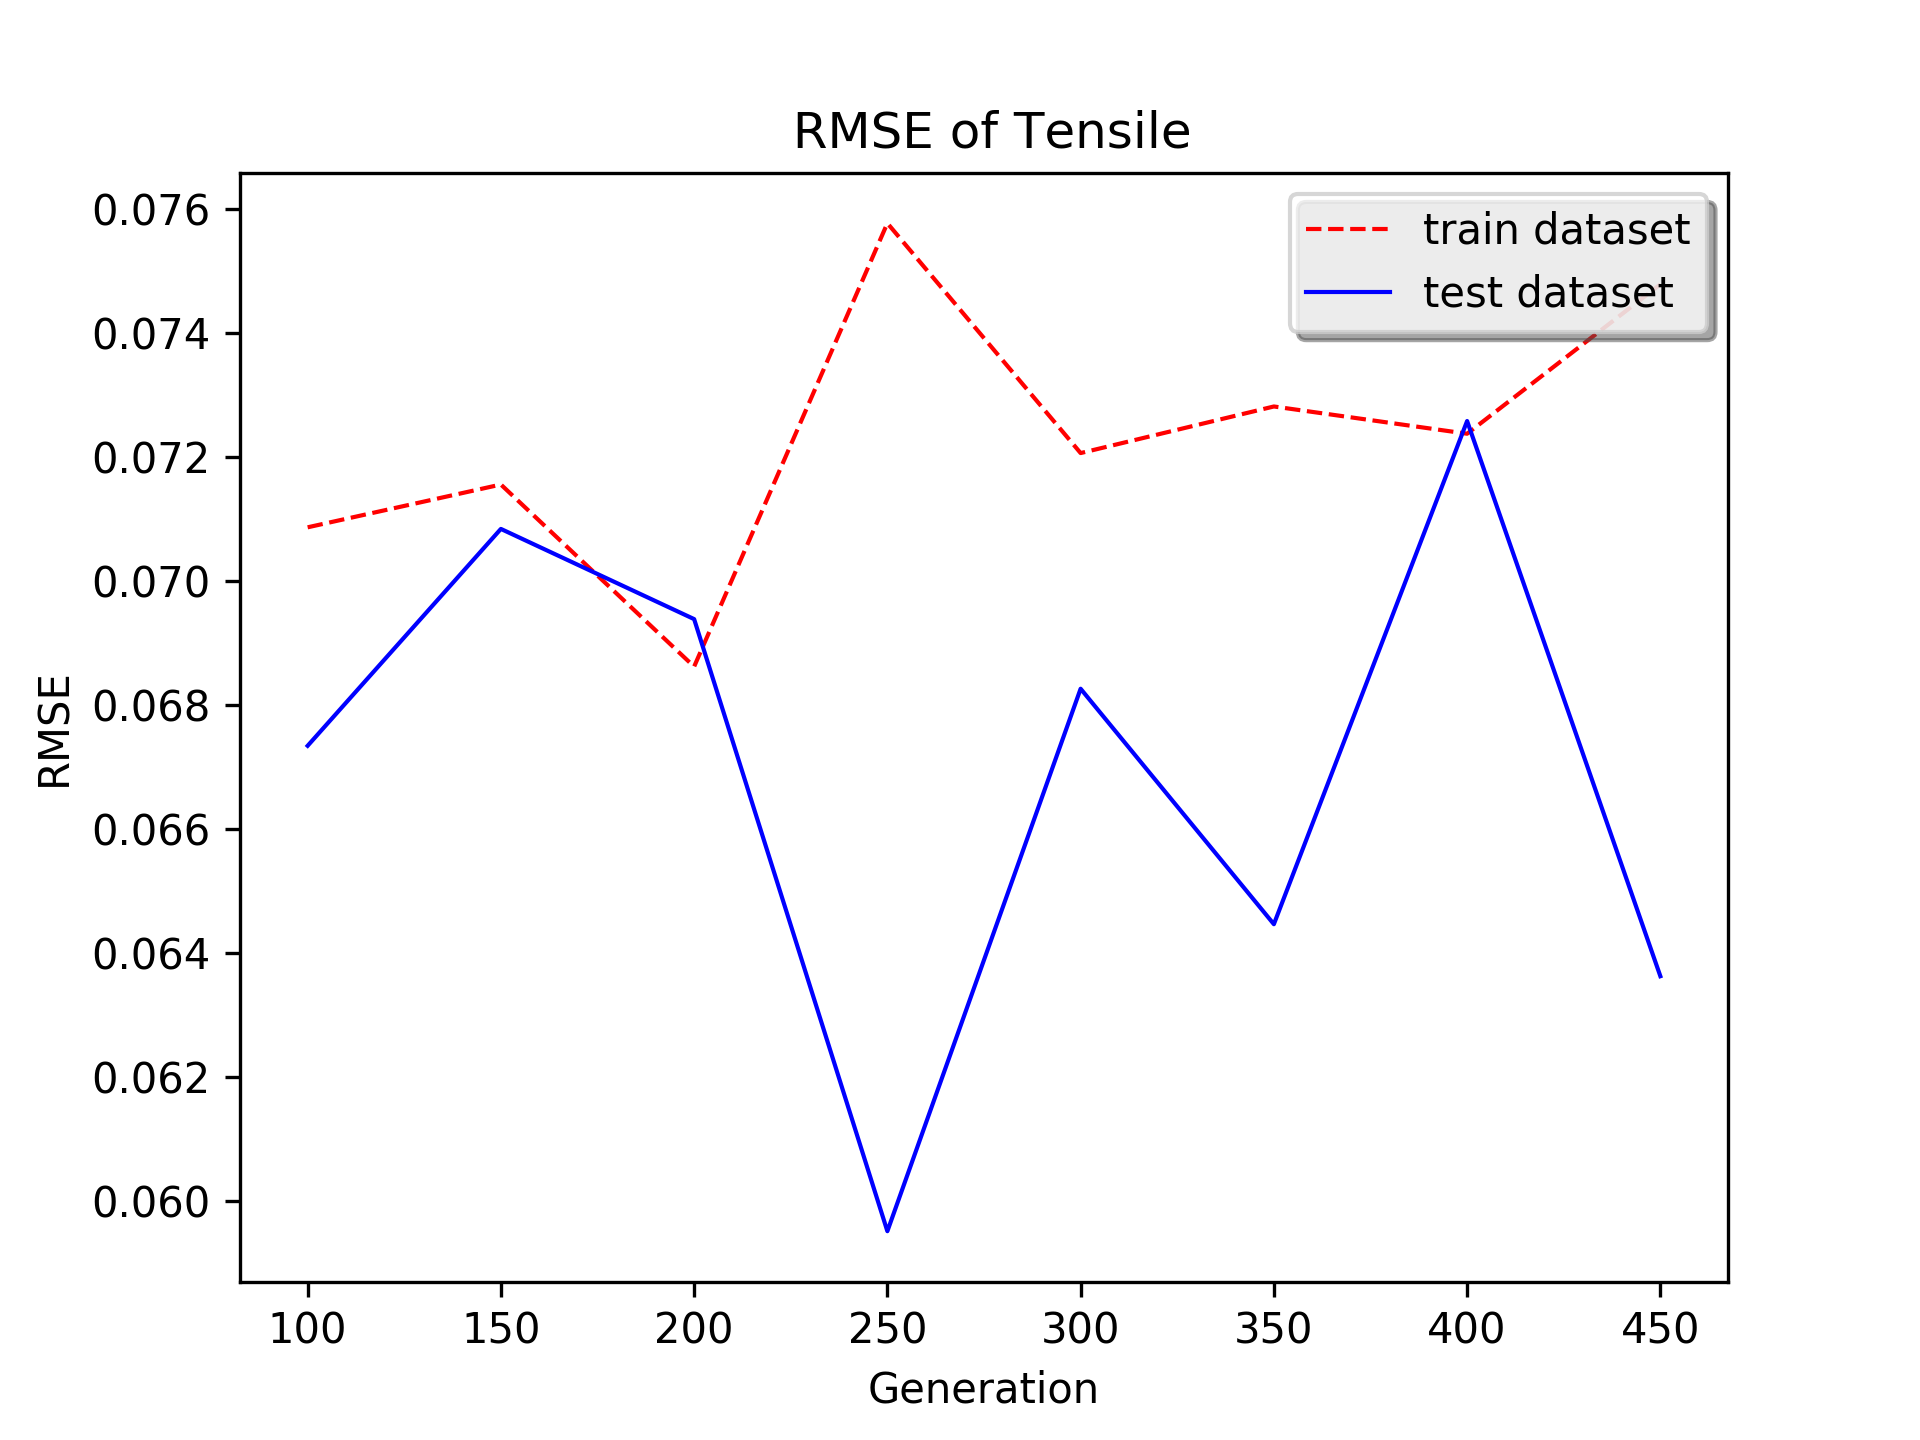 RMSE of Tensile
train dataset
test dataset
0.076
0.074
0.072
0.070
0.068
0.066
0.064
0.062
0.060
RMSE
100 150 200 250 300 350 400 450
Generation